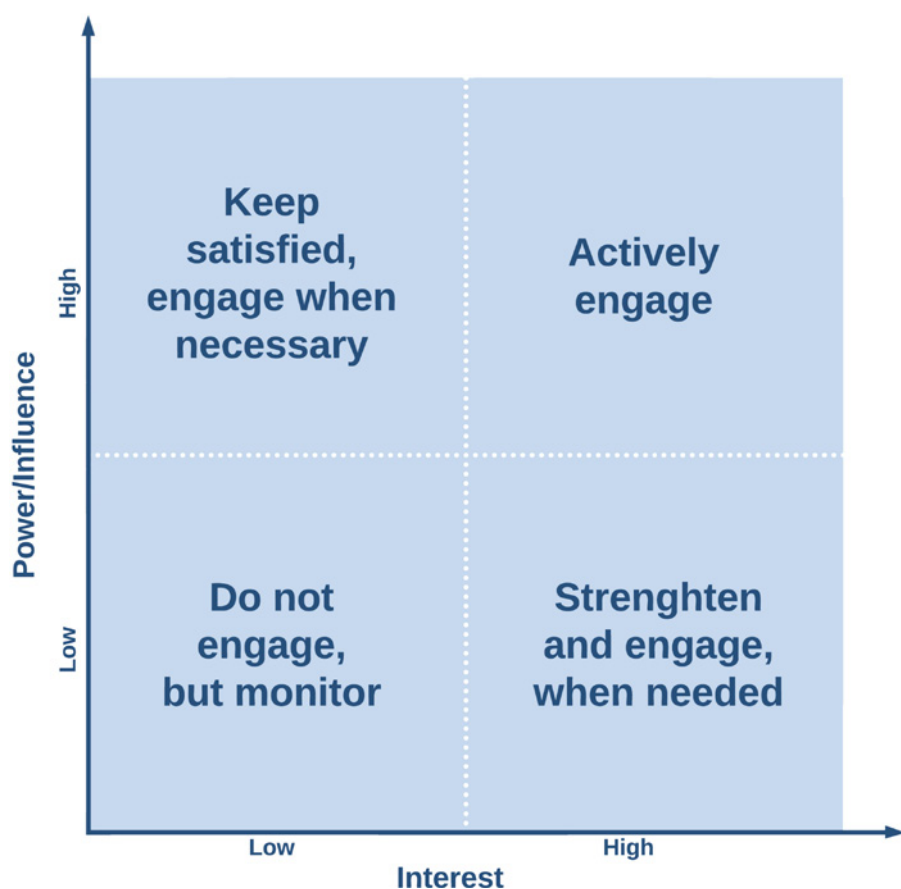 Keep
satisfied,
engage when
necessary
Actively
engage
Do not
engage,
but monitor
Strenghten
and engage,
when needed
Power/Influence
High
Low
Low
High
Interest